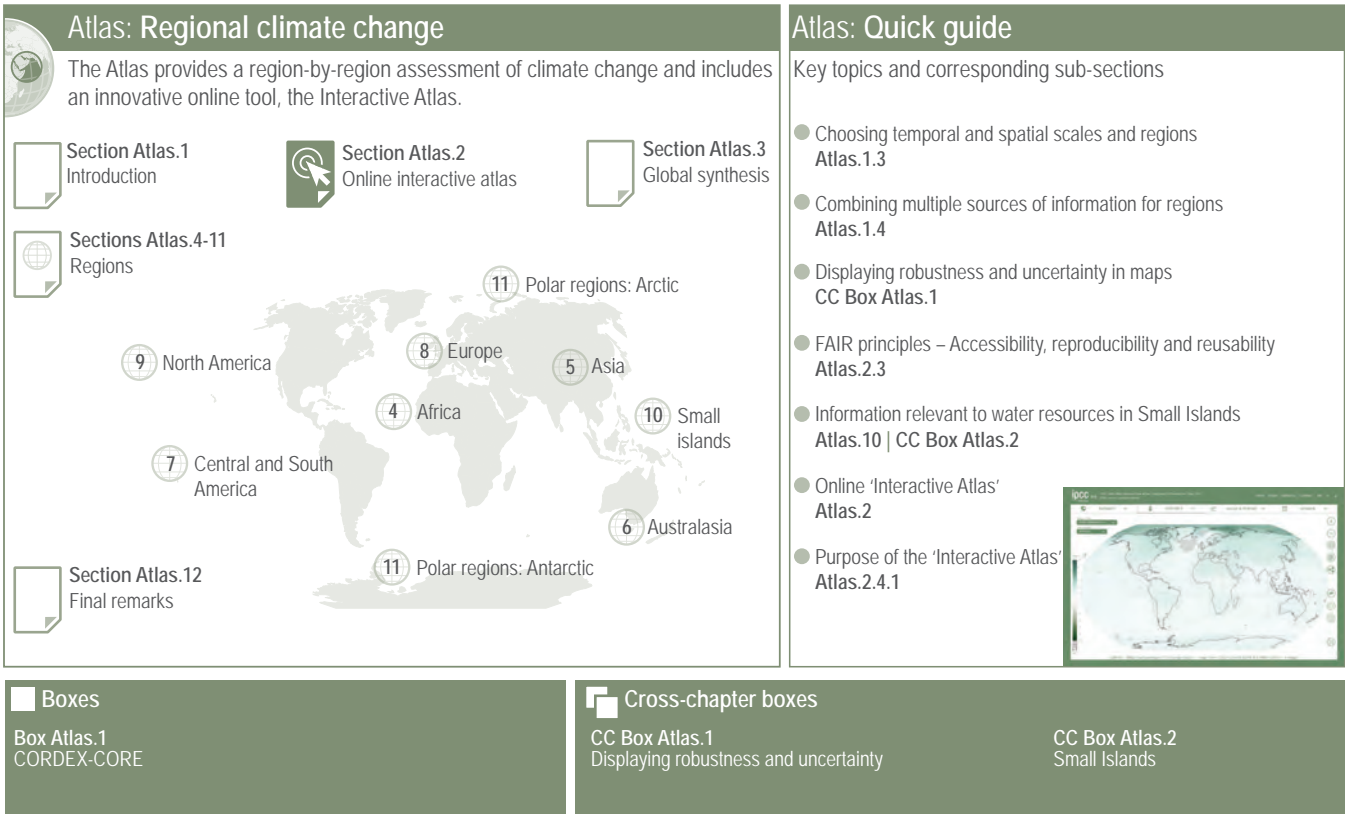 Atlas: Regional climate change
The Atlas provides a region-by-region assessment of climate change and includes
an innovative online tool, the Interactive Atlas.
Section Atlas.1
Introduction
Section Atlas.2
Online interactive atlas
Section Atlas.3
Global synthesis
Sections Atlas.4-11
Regions
11 Polar regions: Arctic
9 North America
8 Europe
5 Asia
4 Africa
10 Small
islands
7 Central and South
America
6 Australasia
11 Polar regions: Antarctic
Section Atlas.12
Final remarks
Atlas: Quick guide
Key topics and corresponding sub-sections
Choosing temporal and spatial scales and regions
Atlas.1.3
Combining multiple sources of information for regions
Atlas.1.4
Displaying robustness and uncertainty in maps
CC Box Atlas.1
FAIR principles – Accessibility, reproducibility and reusability
Atlas.2.3
Information relevant to water resources in Small Islands
Atlas.10 | CC Box Atlas.2
Online ‘Interactive Atlas’
Atlas.2
Purpose of the ‘Interactive Atlas’
Atlas.2.4.1
ipcc
Boxes
Box Atlas.1
CORDEX-CORE
Cross-chapter boxes
CC Box Atlas.1
Displaying robustness and uncertainty
CC Box Atlas.2
Small Islands